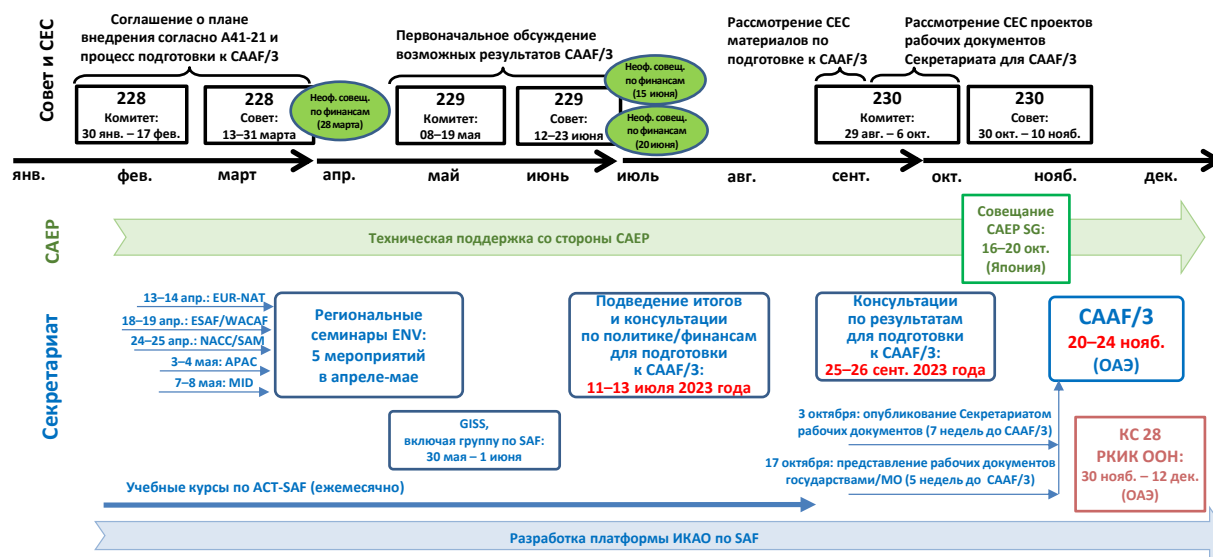 Совет и CEC
Соглашение о плане
внедрения согласно A41-21 и
процесс подготовки к CAAF/3
Первоначальное обсуждение
возможных результатов CAAF/3
Рассмотрение CEC
материалов по
подготовке к CAAF/3
Рассмотрение CEC проектов
рабочих документов
Секретариата для CAAF/3
228
Комитет:
30 янв. – 17 фев.
228
Совет:
13–31 марта
Неоф. совещ.
по финансам
(28 марта)
229
Комитет:
08–19 мая
229
Совет:
12–23 июня
Неоф. совещ.
по финансам
(15 июня)
Неоф. совещ.
по финансам
(20 июня)
230
Комитет:
29 авг. – 6 окт.
230
Совет:
30 окт. – 10 нояб.
янв. фев. март апр. май июнь июль авг. сент. окт. нояб. дек.
CAEP
Техническая поддержка со стороны CAEP
Совещание
CAEP SG:
16–20 окт.
(Япония)
Секретариат
13–14 апр.: EUR-NAT
18–19 апр.: ESAF/WACAF
24–25 апр.: NACC/SAM
3–4 мая: APAC
7–8 мая: MID
Региональные
семинары ENV:
5 мероприятий
в апреле-мае
Подведение итогов
и консультации
по политике/финансам
для подготовки
к CAAF/3:
11–13 июля 2023 года
Консультации
по результатам
для подготовки
к CAAF/3:
25–26 сент. 2023 года
CAAF/3
20–24 нояб.
(ОАЭ)
GISS,
включая группу по SAF:
30 мая – 1 июня
3 октября: опубликование Секретариатом
рабочих документов (7 недель до CAAF/3)
17 октября: представление рабочих документов
государствами/МО (5 недель до CAAF/3)
КС 28
РКИК ООН:
30 нояб. – 12 дек.
(ОАЭ)
Учебные курсы по ACT-SAF (ежемесячно)
Разработка платформы ИКАО по SAF